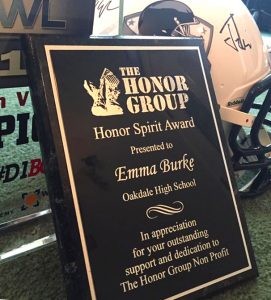 WL
THE
HONOR
GROUP
Honor Spirit Award
Presented to
Emma Burke
Oakdale High School
In appreciation
for your outstanding
support and dedication to
The Honor Group Non Profit